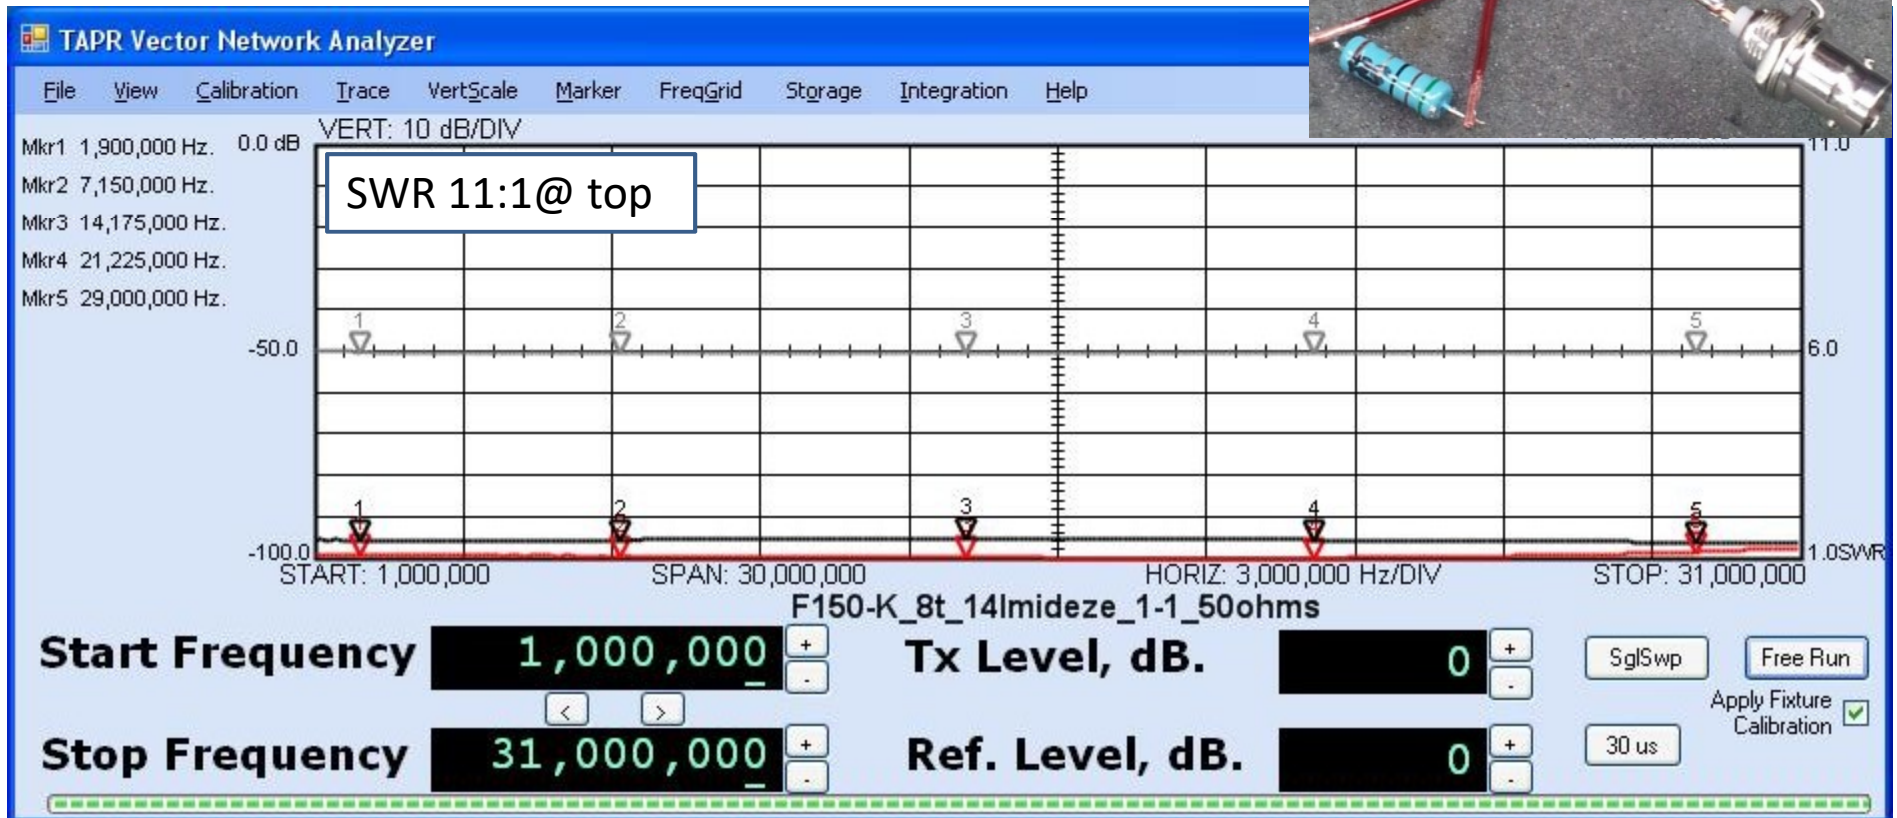 TAPR Vector Network Analyzer
File View Calibration Trace VertScale Marker FreqGrid Storage Integration Help
VERT: 10 dB/DIV
Mkr1 1,900,000 Hz. 0.0 dB 11.0
Mkr2 7,150,000 Hz.
SWR 11:1@ top
Mkr3 14,175,000 Hz.
Mkr4 21,225,000 Hz.
Mkr5 29,000,000 Hz.
1 2 3 4 5
-50.0 6.0
1 2 3 4 5
-100.0 1.0SWR
START: 1,000,000 SPAN: 30,000,000 HORIZ: 3,000,000 Hz/DIV STOP: 31,000,000
F150-K_8t_14lmideze_1-1_50ohms
Start Frequency 1,000,000 + - Tx Level, dB. 0 + - SglSwp Free Run
< >
Apply Fixture
Calibration
Stop Frequency 31,000,000 + - Ref. Level, dB. 0 + - 30 us